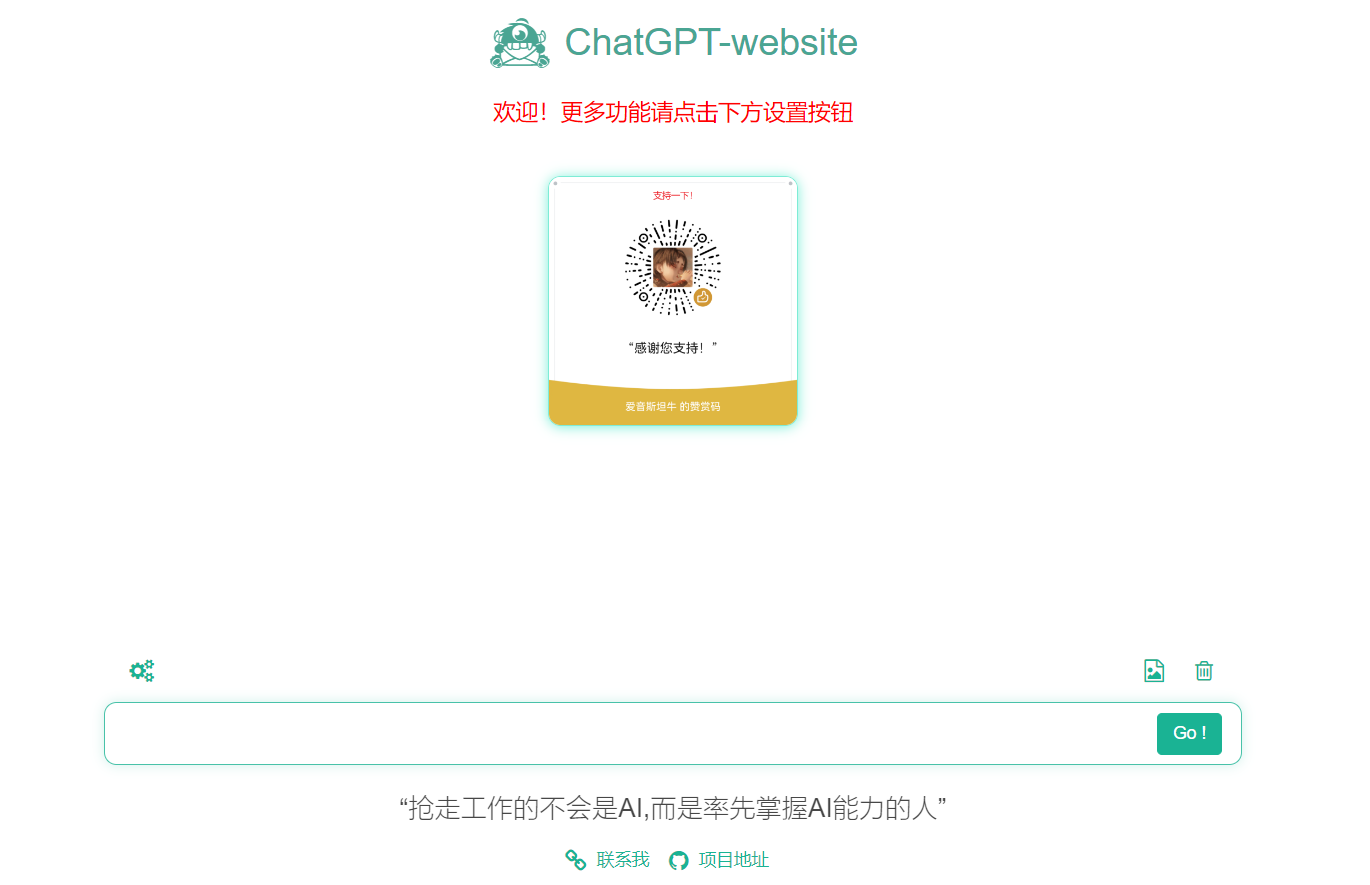 ChatGPT-website
欢迎！更多功能请点击下方设置按钮
支持一下！
“感谢您支持！”
爱音斯坦牛 的赞赏码
Go !
“抢走工作的不会是AI,而是率先掌握AI能力的人”
联系我 项目地址